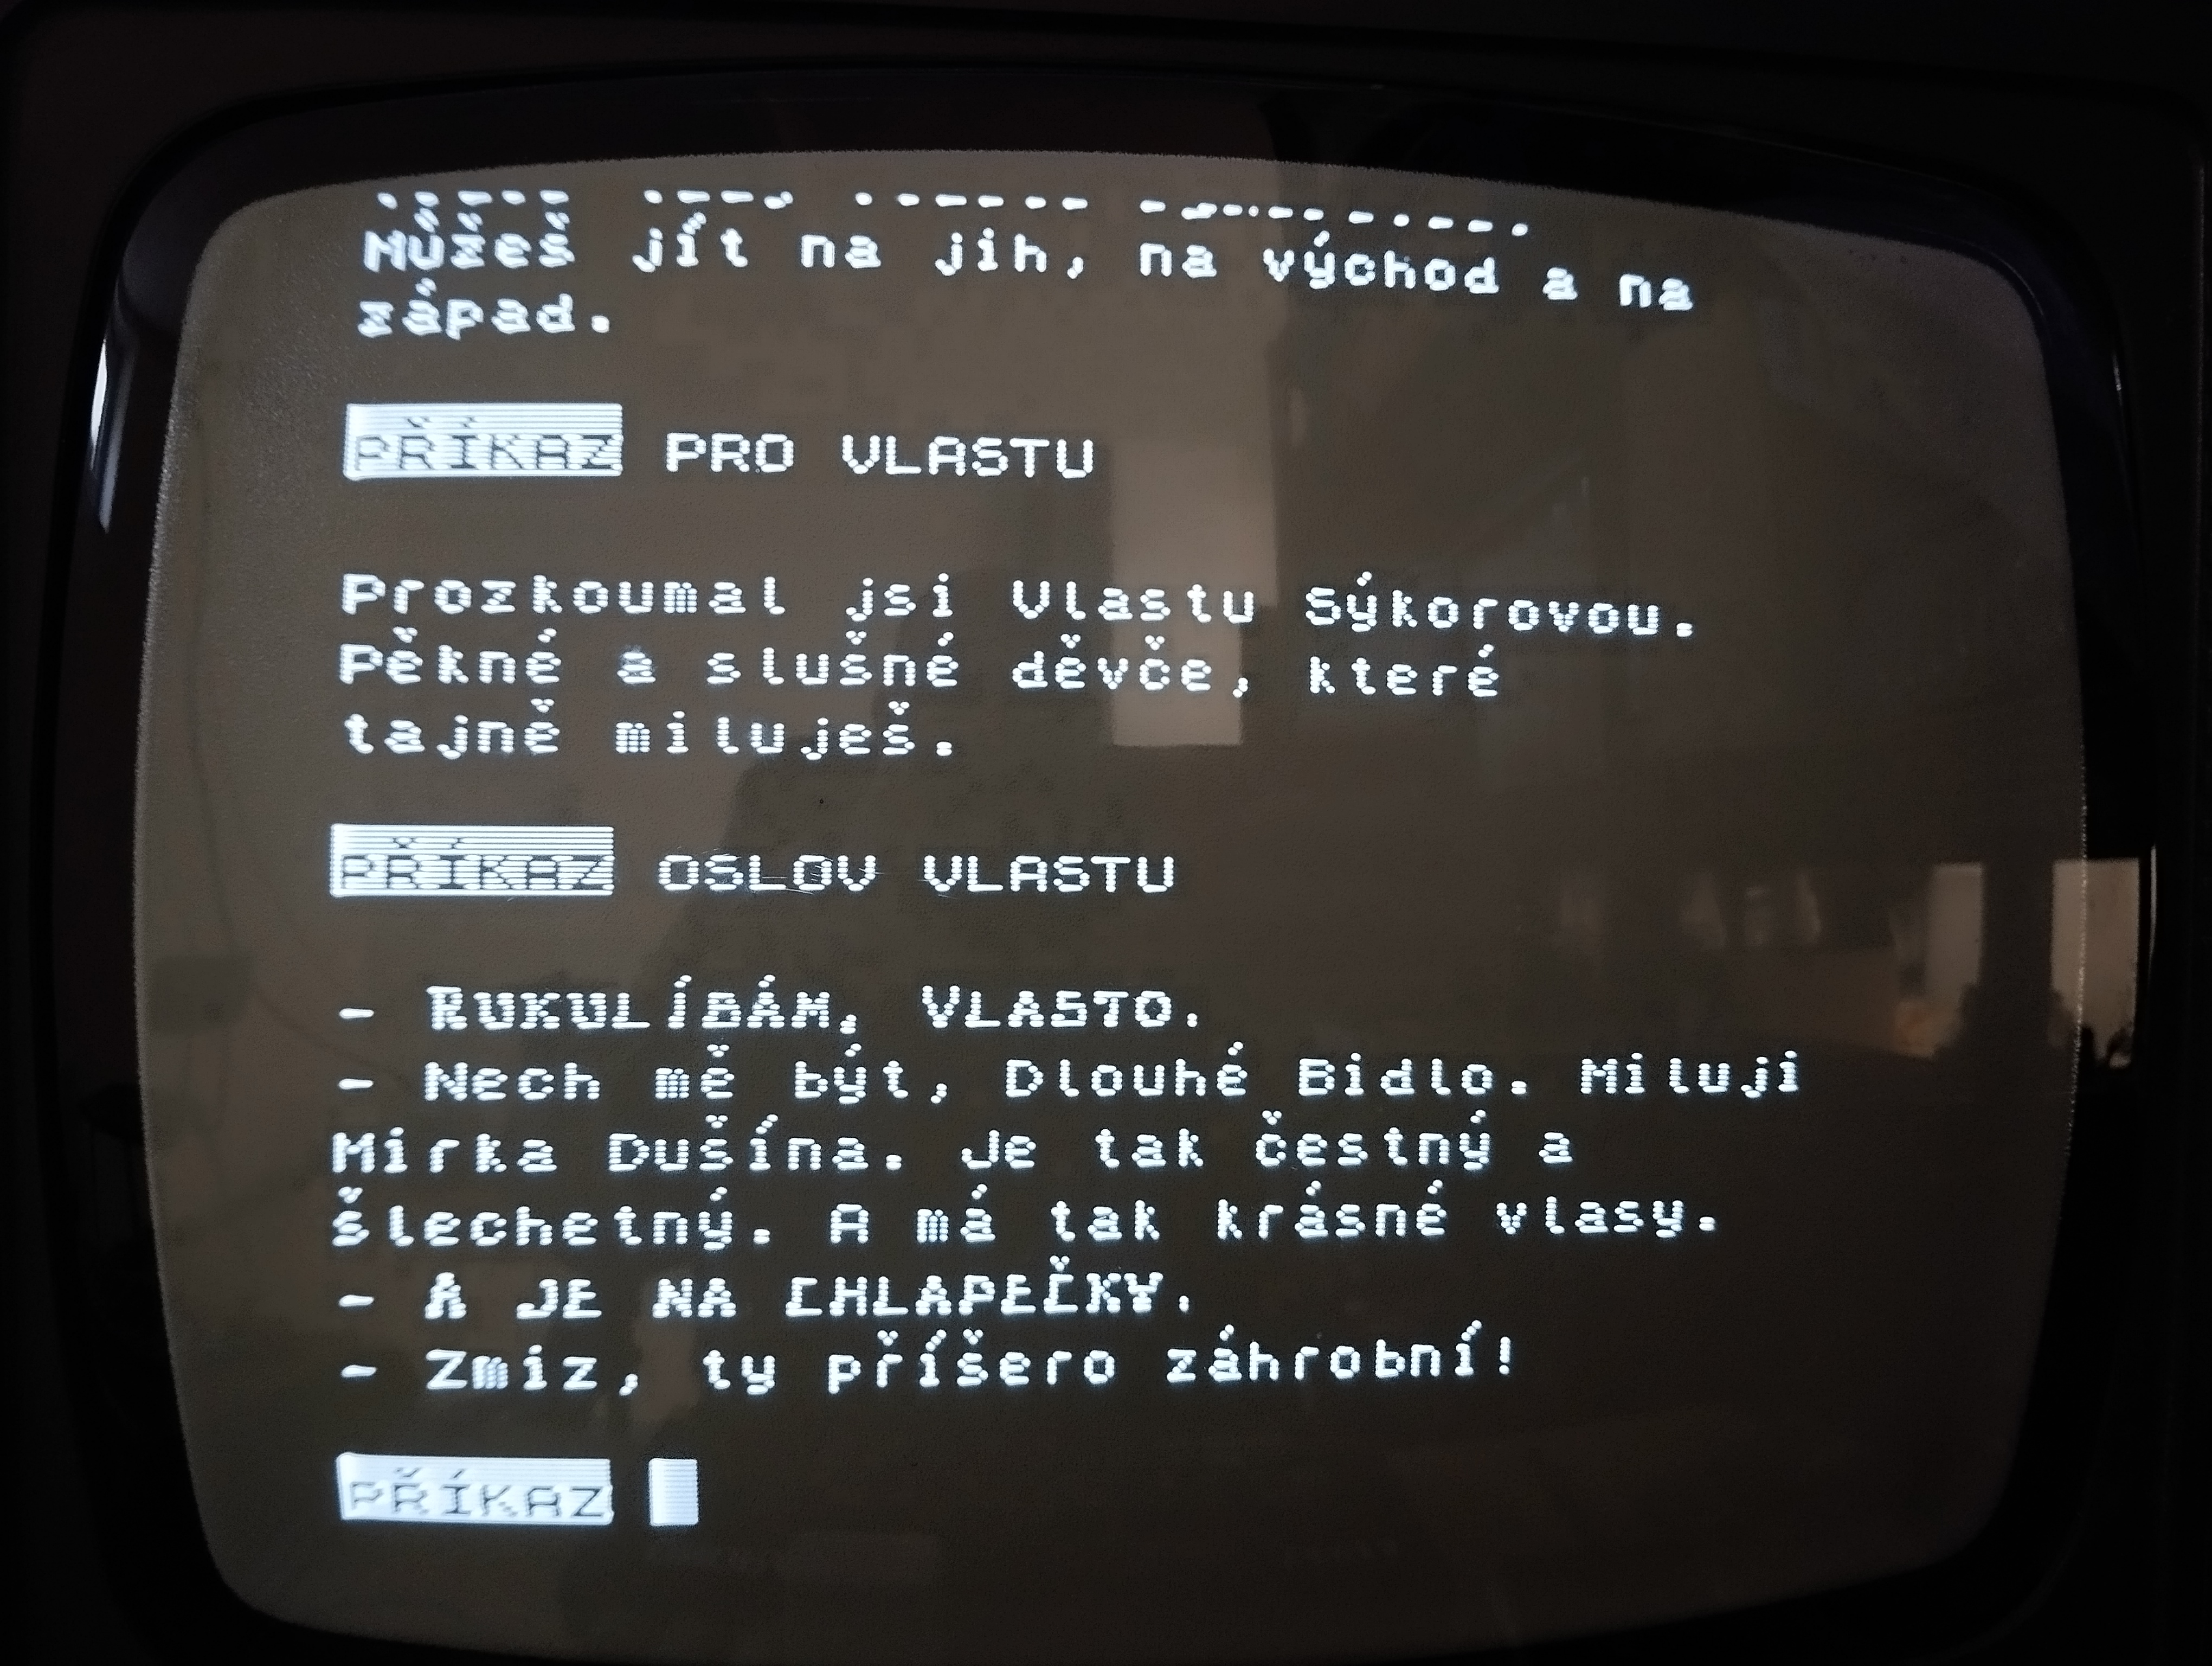 Můžeš jít na jih, na východ a na
západ.
PŘÍKAZ PRO VLASTU
Prozkoumal jsi Vlastu Sýkorovou.
Pěkné a slušné děvče, které
tajně miluješ.
PŘÍKAZ OSLOV VLASTU
- RUKULÍBÁM, VLASTO.
- Nech mě být, Dlouhé Bidlo. Miluji
Mirka Dušína. Je tak čestný a
šlechetný. A má tak krásné vlasy.
- A JE NA CHLAPEČKY.
- Zmiz, ty příšero záhrobní!
PŘÍKAZ